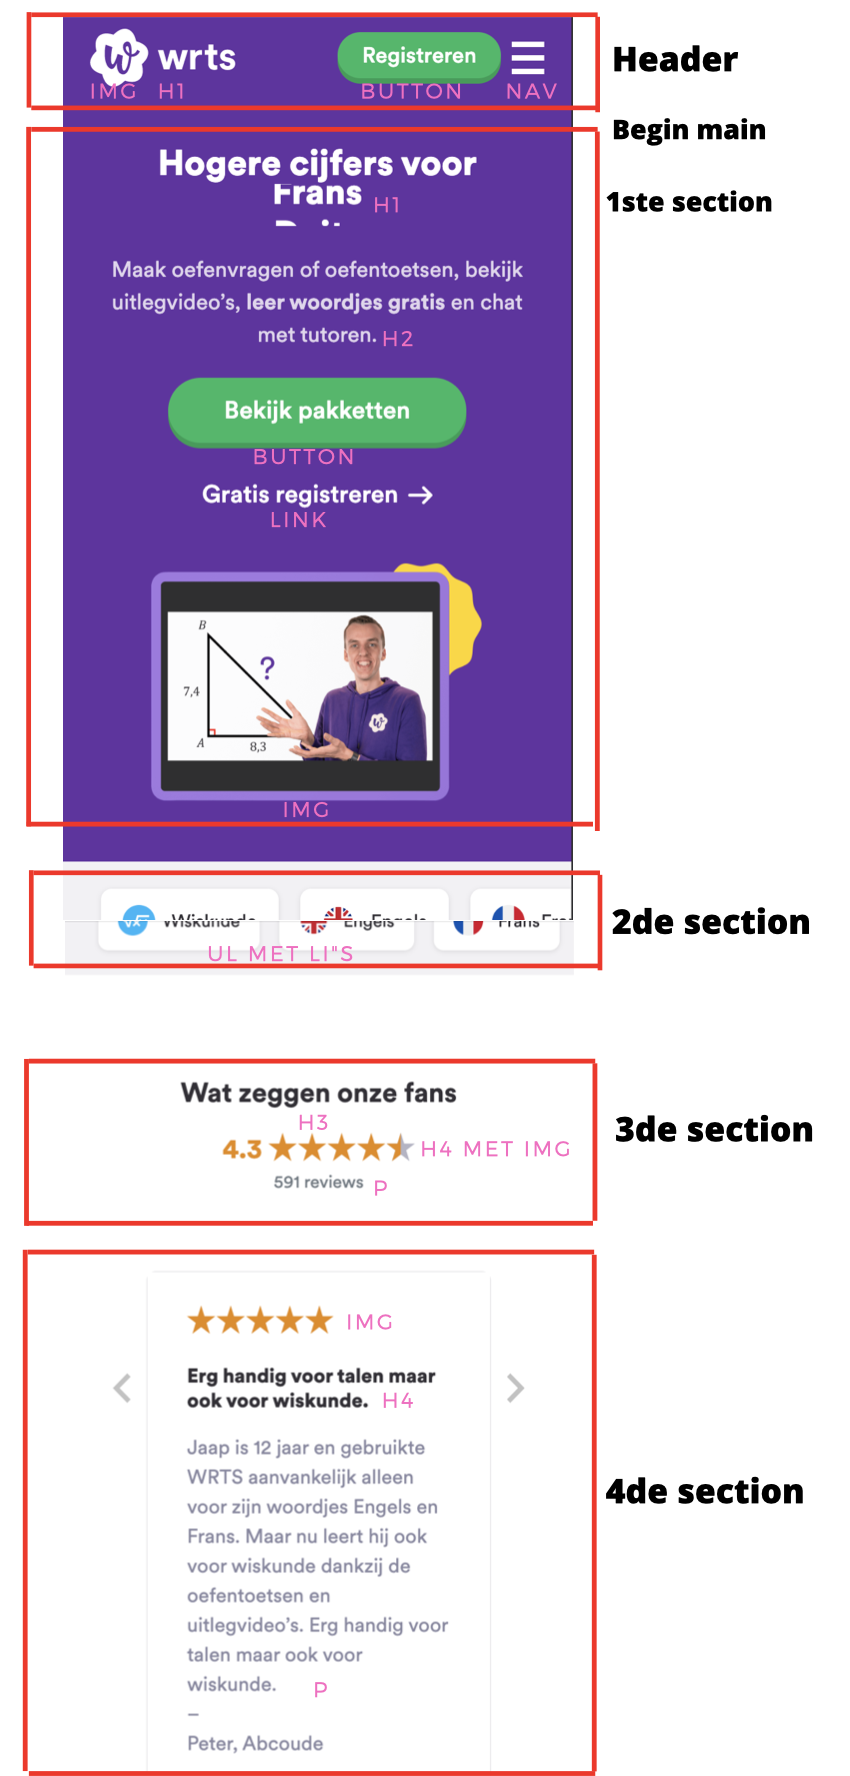 wrts
Registreren
Header
IMG H1 BUTTON NAV
Begin main
Hogere cijfers voor
Frans
H1
1ste section
Maak oefenvragen of oefentoetsen, bekijk
uitlegvideo's, leer woordjes gratis en chat
met tutoren. H2
Bekijk pakketten
BUTTON
Gratis registreren →
LINK
B
?
7,4
A
8,3
IMG
Wiskunde Engels Frans
2de section
UL MET LI"S
Wat zeggen onze fans
H3
3de section
4.3 H4 MET IMG
591 reviews P
IMG
Erg handig voor talen maar
ook voor wiskunde. H4
Jaap is 12 jaar en gebruikte
WRTS aanvankelijk alleen
4de section
voor zijn woordjes Engels en
Frans. Maar nu leert hij ook
voor wiskunde dankzij de
oefentoetsen en
uitlegvideo's. Erg handig voor
talen maar ook voor
wiskunde. P
–
Peter, Abcoude